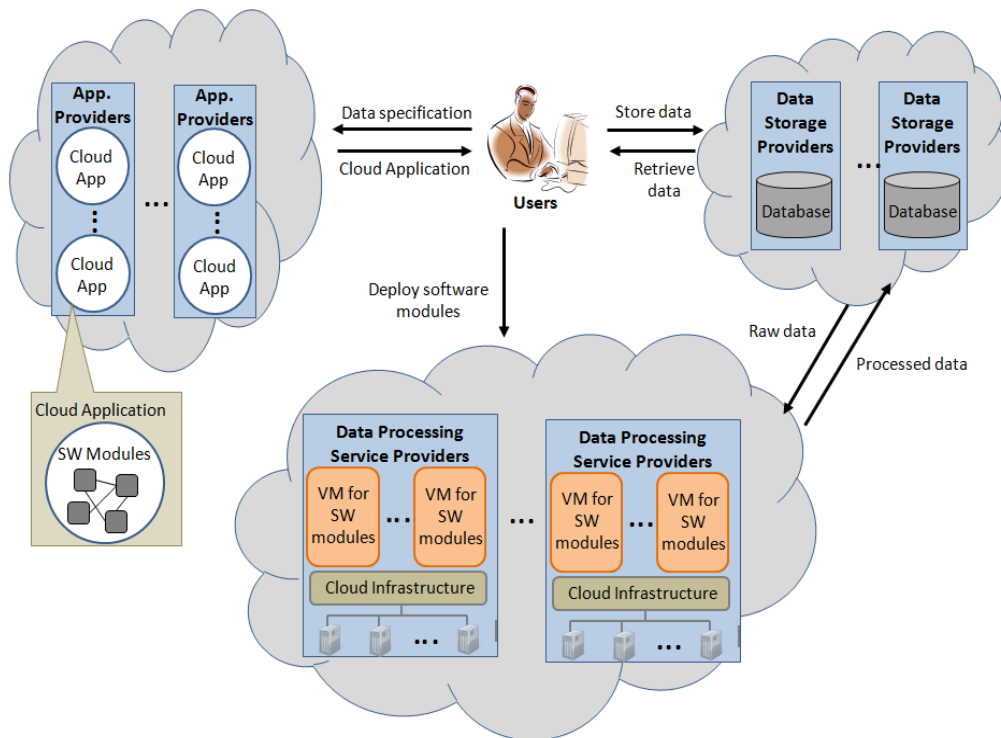 App.
Providers
Cloud
App
Cloud
App
...
App.
Providers
Cloud
App
Cloud
App
Cloud Application
SW Modules
Data specification
Cloud Application
Users
Store data
Retrieve
data
Deploy software
modules
Data
Storage
Providers
Database
...
Data
Storage
Providers
Database
Raw data
Processed data
Data Processing
Service Providers
VM for
SW
modules
...
VM for
SW
modules
Cloud Infrastructure
...
...
Data Processing
Service Providers
VM for
SW
modules
...
VM for
SW
modules
Cloud Infrastructure
...